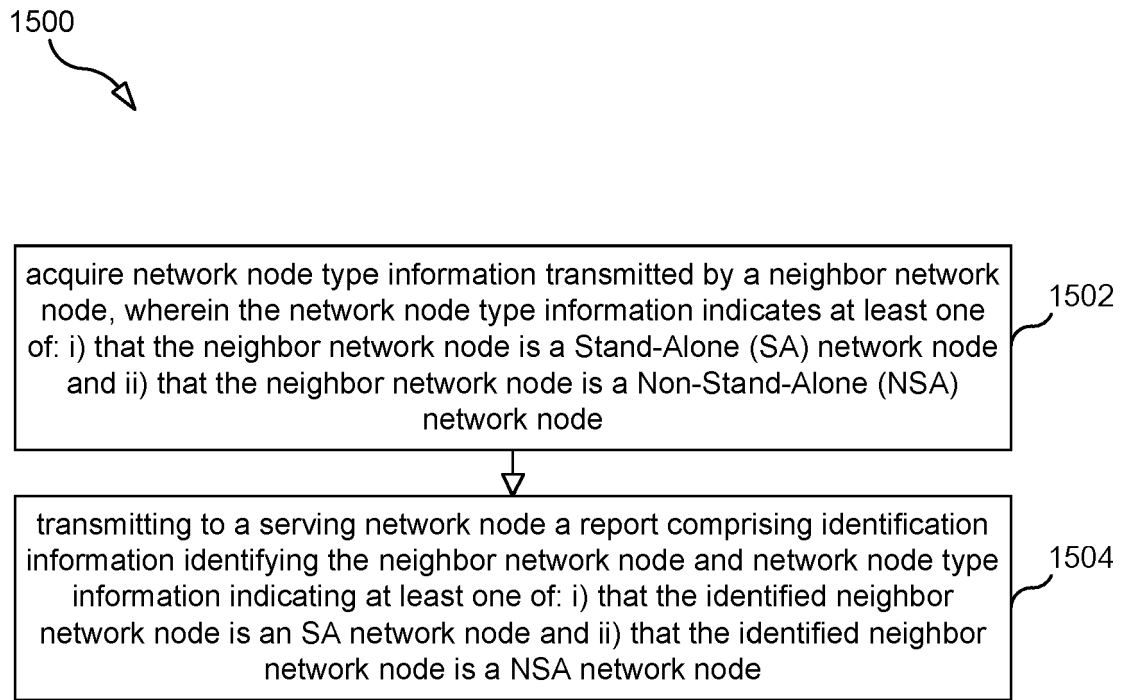 1500
acquire network node type information transmitted by a neighbor network
node, wherein the network node type information indicates at least one
of: i) that the neighbor network node is a Stand-Alone (SA) network node
and ii) that the neighbor network node is a Non-Stand-Alone (NSA)
network node
1502
transmitting to a serving network node a report comprising identification
information identifying the neighbor network node and network node type
information indicating at least one of: i) that the identified neighbor
network node is an SA network node and ii) that the identified neighbor
network node is a NSA network node
1504